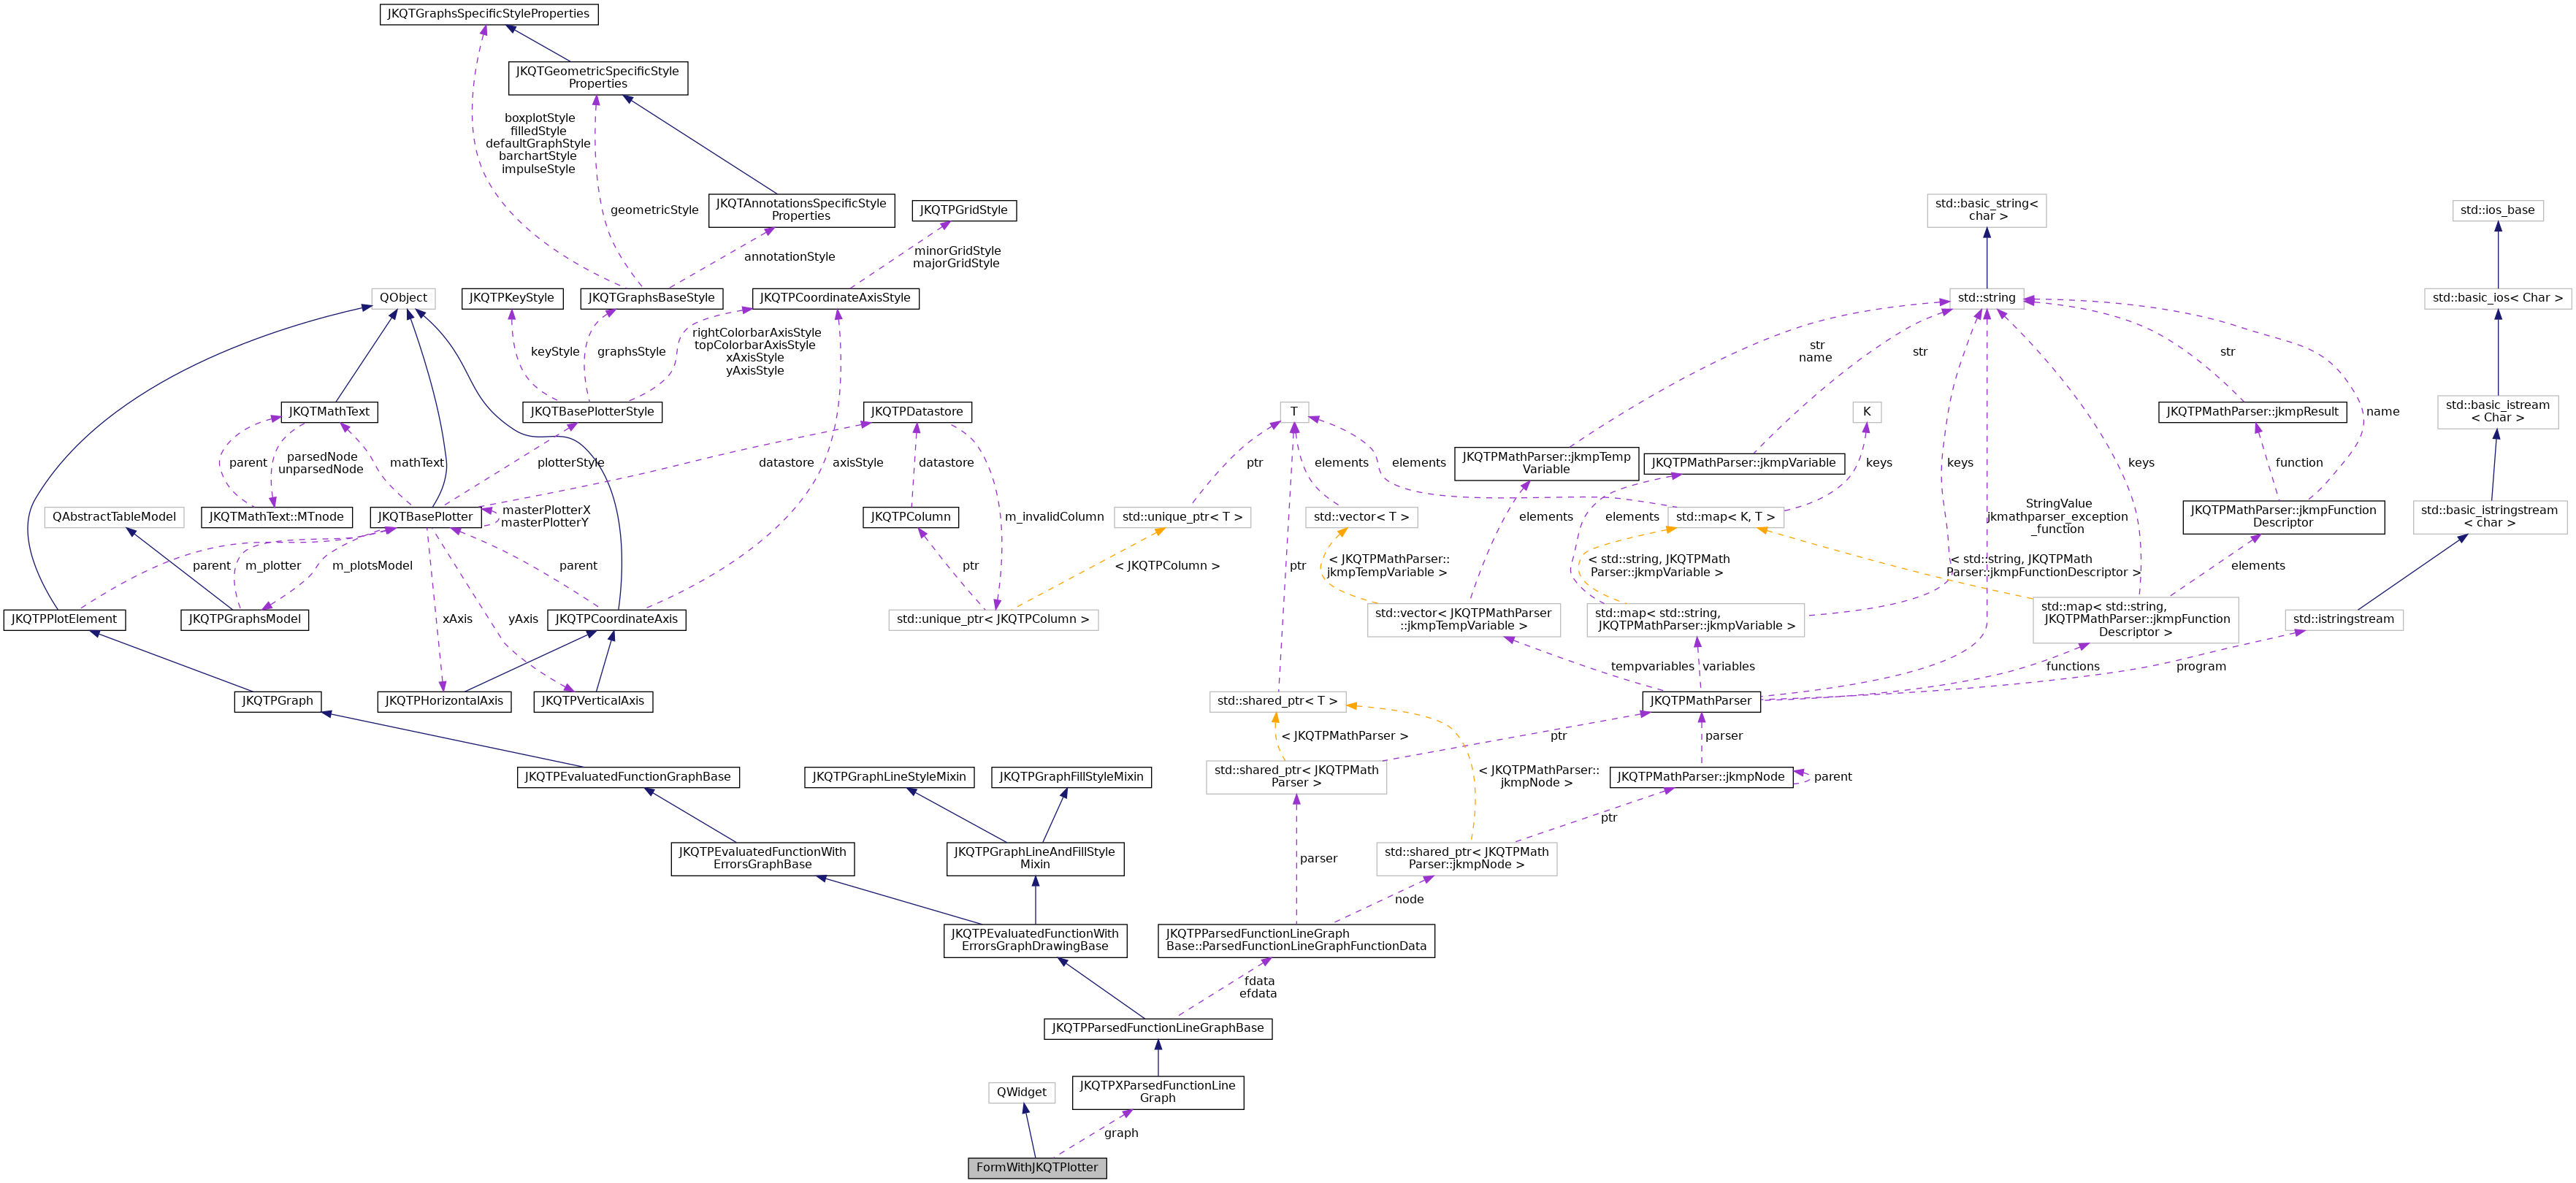 JKQTGraphsSpecificStyleProperties
JKQTGeometricSpecificStyle
Properties
boxplotStyle
filledStyle
defaultGraphStyle
barchartStyle
impulseStyle
geometricStyle
JKQTAnnotationsSpecificStyle
Properties
JKQTPGridStyle
std::basic_string<
char >
std::ios_base
annotationStyle
minorGridStyle
majorGridStyle
QObject
JKQTPKeyStyle
JKQTGraphsBaseStyle
JKQTPCoordinateAxisStyle
std::string
std::basic_ios< Char >
keyStyle
graphsStyle
rightColorbarAxisStyle
topColorbarAxisStyle
xAxisStyle
yAxisStyle
str
name
str
str
JKQTMathText
JKQTBasePlotterStyle
JKQTPDatastore
T
K
JKQTPMathParser::jkmpResult
name
std::basic_istream
< Char >
parent
parsedNode
unparsedNode
mathText
plotterStyle
datastore
axisStyle
datastore
ptr
elements
elements
JKQTPMathParser::jkmpTemp
Variable
JKQTPMathParser::jkmpVariable
keys
keys
keys
function
QAbstractTableModel
JKQTMathText::MTnode
JKQTBasePlotter
masterPlotterX
masterPlotterY
JKQTPColumn
m_invalidColumn
std::unique_ptr< T >
std::vector< T >
elements
elements
std::map< K, T >
StringValue
jkmathparser_exception
_function
JKQTPMathParser::jkmpFunction
Descriptor
std::basic_istringstream
< char >
parent
m_plotter
m_plotsModel
parent
ptr
< JKQTPColumn >
ptr
< JKQTPMathParser::
jkmpTempVariable >
< std::string, JKQTPMath
Parser::jkmpVariable >
< std::string, JKQTPMath
Parser::jkmpFunctionDescriptor >
elements
JKQTPPlotElement
JKQTPGraphsModel
xAxis
yAxis
JKQTPCoordinateAxis
std::unique_ptr< JKQTPColumn >
std::vector< JKQTPMathParser
::jkmpTempVariable >
std::map< std::string,
JKQTPMathParser::jkmpVariable >
std::map< std::string,
JKQTPMathParser::jkmpFunction
Descriptor >
std::istringstream
tempvariables
variables
functions
program
JKQTPGraph
JKQTPHorizontalAxis
JKQTPVerticalAxis
std::shared_ptr< T >
JKQTPMathParser
< JKQTPMathParser >
ptr
parser
JKQTPEvaluatedFunctionGraphBase
JKQTPGraphLineStyleMixin
JKQTPGraphFillStyleMixin
std::shared_ptr< JKQTPMath
Parser >
< JKQTPMathParser::
jkmpNode >
JKQTPMathParser::jkmpNode
parent
ptr
JKQTPEvaluatedFunctionWith
ErrorsGraphBase
JKQTPGraphLineAndFillStyle
Mixin
parser
std::shared_ptr< JKQTPMath
Parser::jkmpNode >
node
JKQTPEvaluatedFunctionWith
ErrorsGraphDrawingBase
JKQTPParsedFunctionLineGraph
Base::ParsedFunctionLineGraphFunctionData
fdata
efdata
JKQTPParsedFunctionLineGraphBase
QWidget
JKQTPXParsedFunctionLine
Graph
graph
FormWithJKQTPlotter